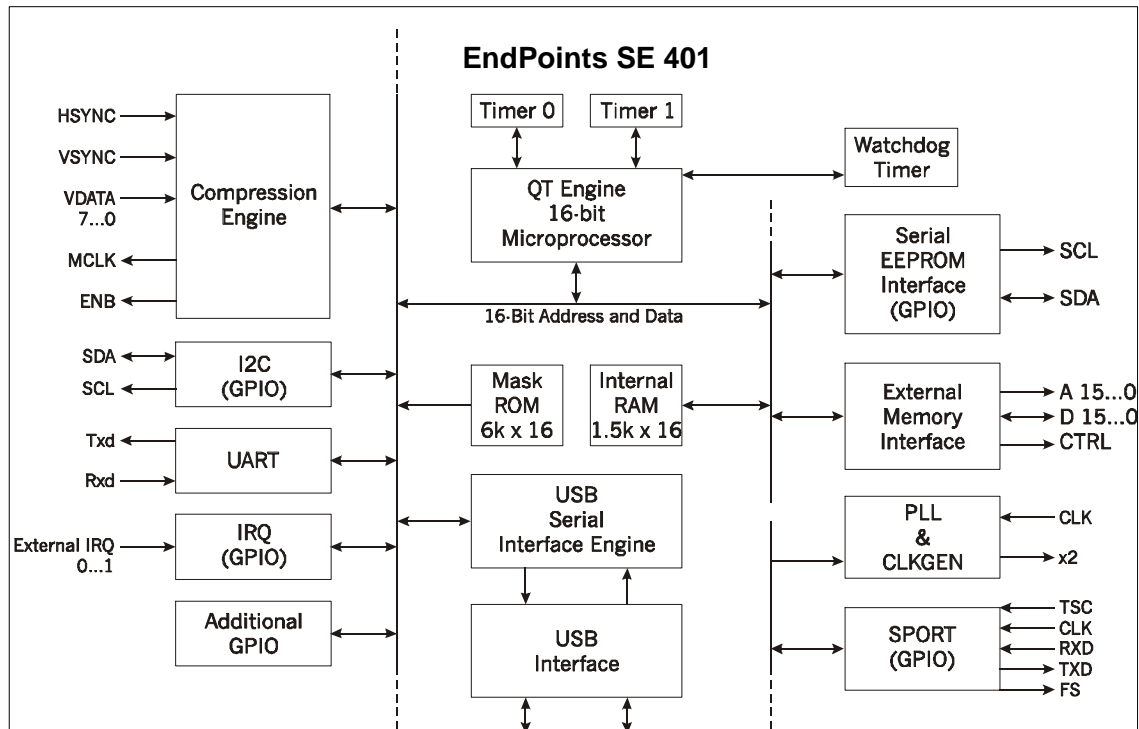 EndPoints SE 401
HSYNC
VSYNC
VDATA
7...0
MCLK
ENB
Compression
Engine
Timer 0
Timer 1
QT Engine
16-bit
Microprocessor
Watchdog
Timer
16-Bit Address and Data
Serial
EEPROM
Interface
(GPIO)
SCL
SDA
SDA
SCL
I2C
(GPIO)
Mask
ROM
6k x 16
Internal
RAM
1.5k x 16
External
Memory
Interface
A 15...0
D 15...0
CTRL
Txd
Rxd
UART
USB
Serial
Interface Engine
PLL
&
CLKGEN
CLK
x2
External IRQ
0...1
IRQ
(GPIO)
Additional
GPIO
USB
Interface
SPORT
(GPIO)
TSC
CLK
RXD
TXD
FS